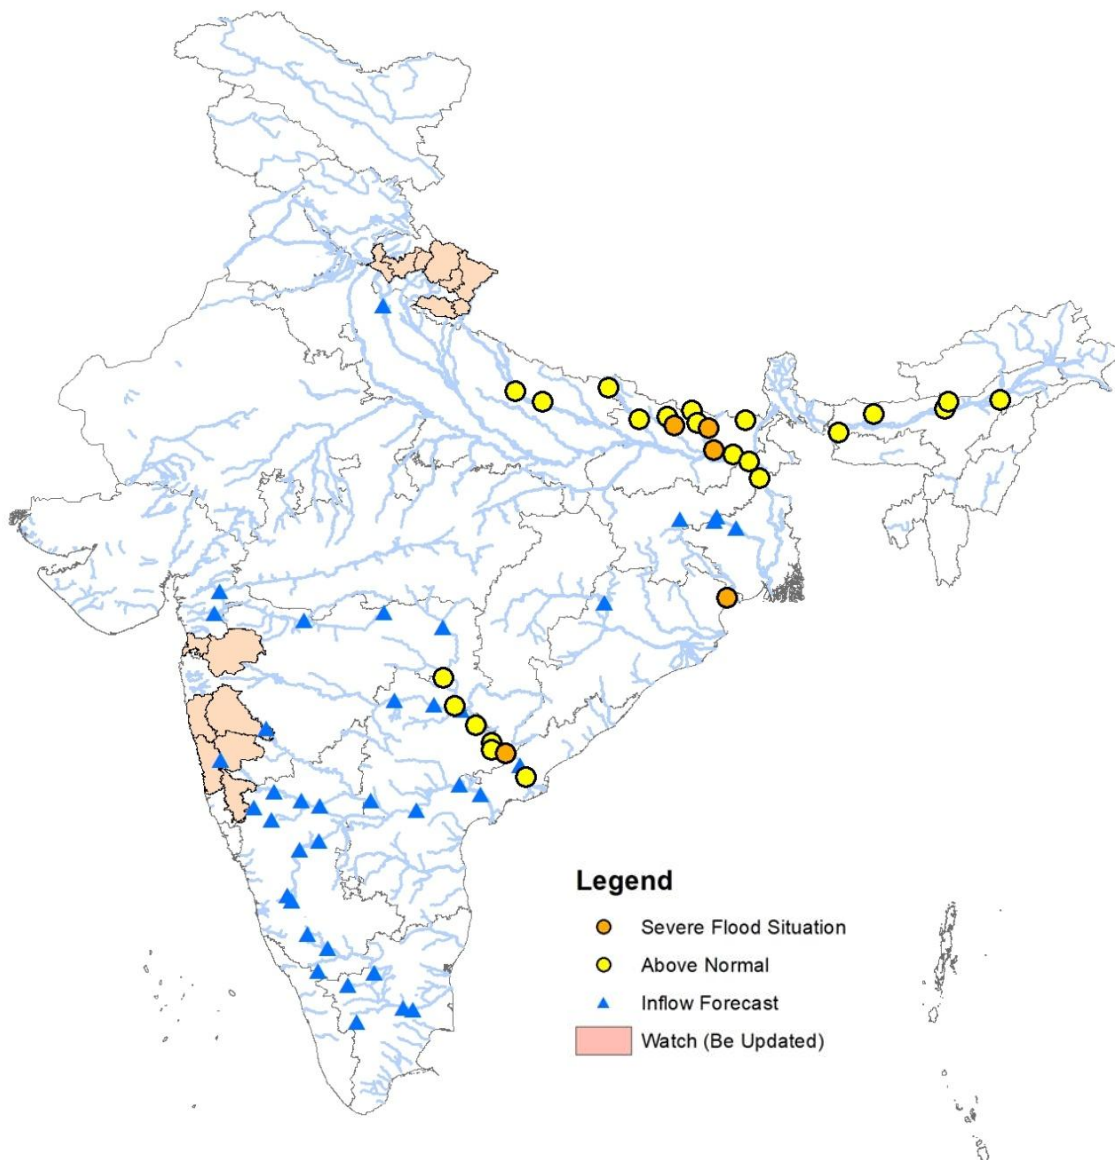 Legend
Severe Flood Situation
Above Normal
Inflow Forecast
Watch (Be Updated)